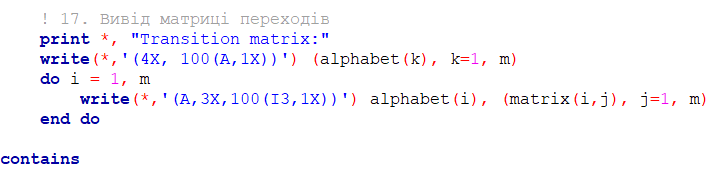 ! 17. Вивід матриці переходів
print *, "Transition matrix:"
write(*,'(4X, 100(A,1X))') (alphabet(k), k=1, m)
do i = 1, m
write(*,'(A,3X,100(I3,1X))') alphabet(i), (matrix(i,j), j=1, m)
end do
contains